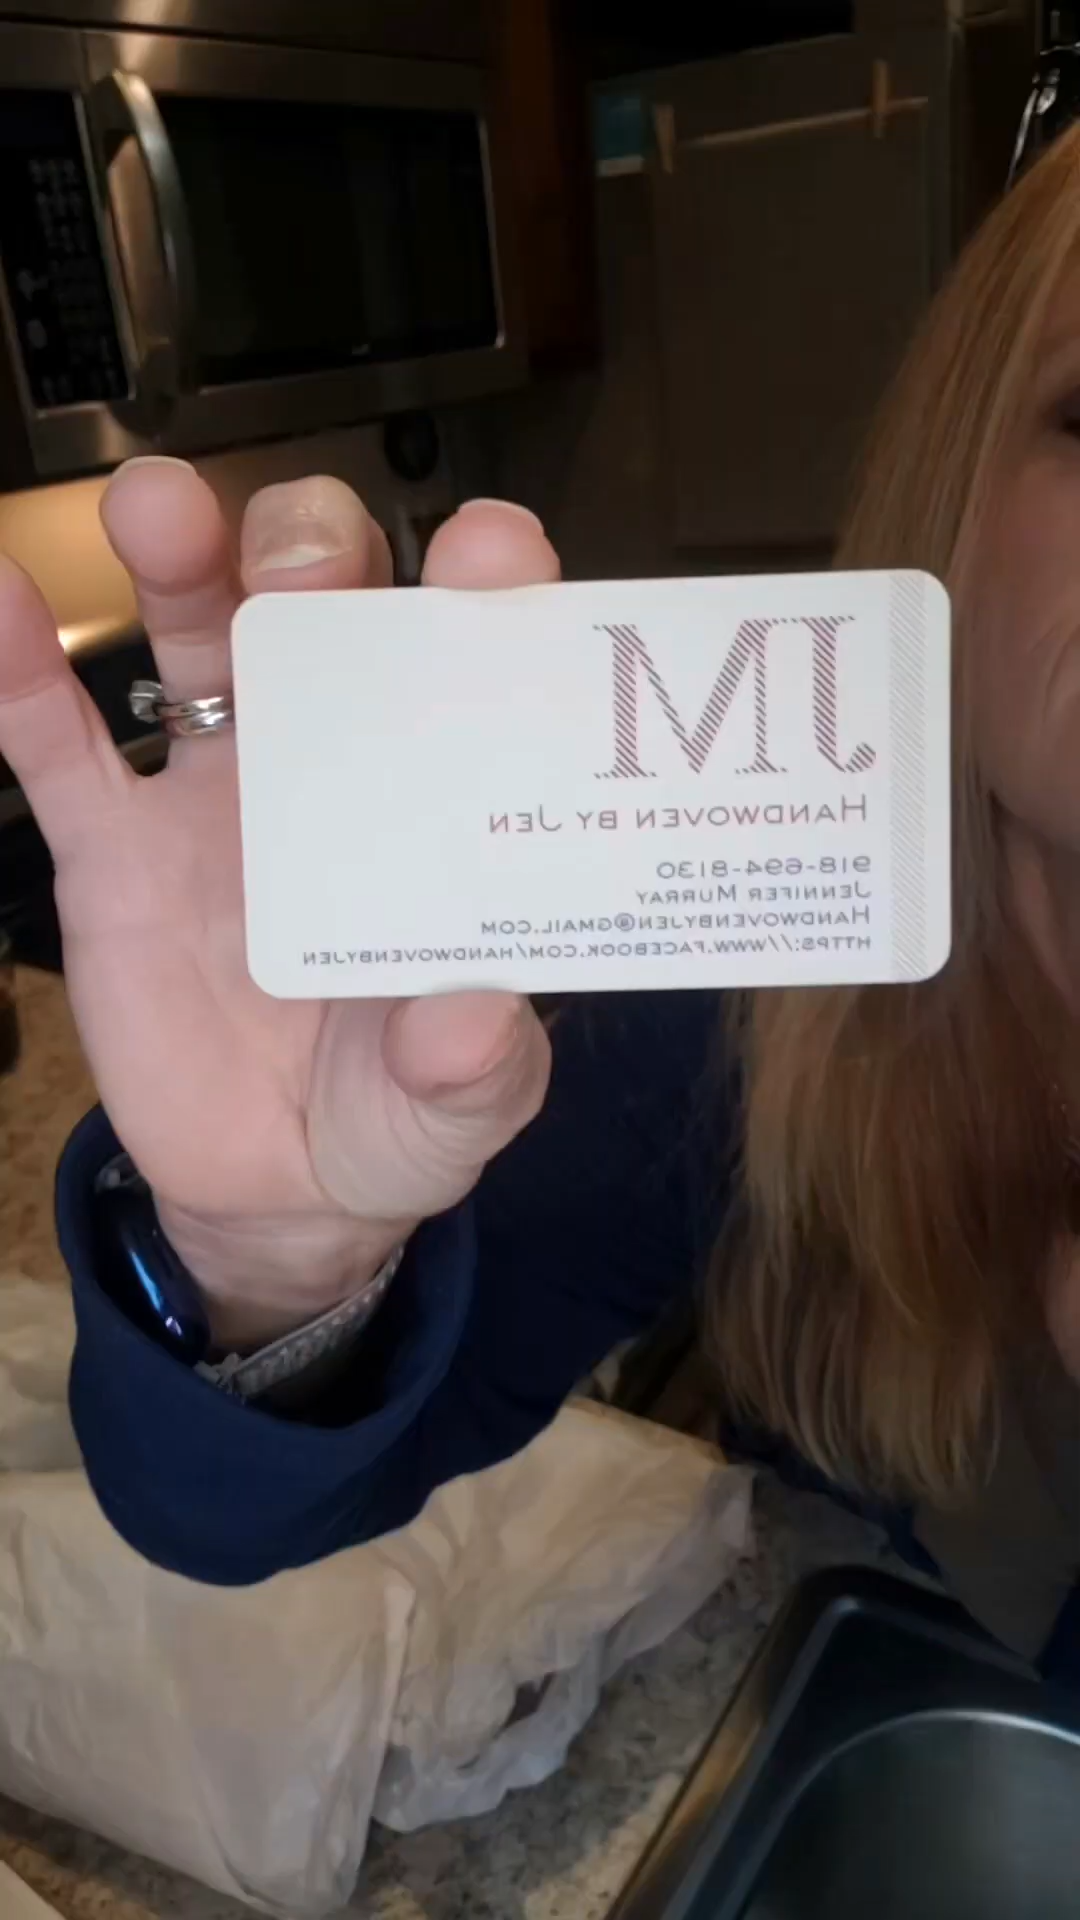 JM
HANDWOVEN BY JEN
918-694-8130
JENNIFER MURRAY
HANDWOVENBYJEN@GMAIL.COM
HTTPS://WWW.FACEBOOK.COM/HANDWOVENBYJEN